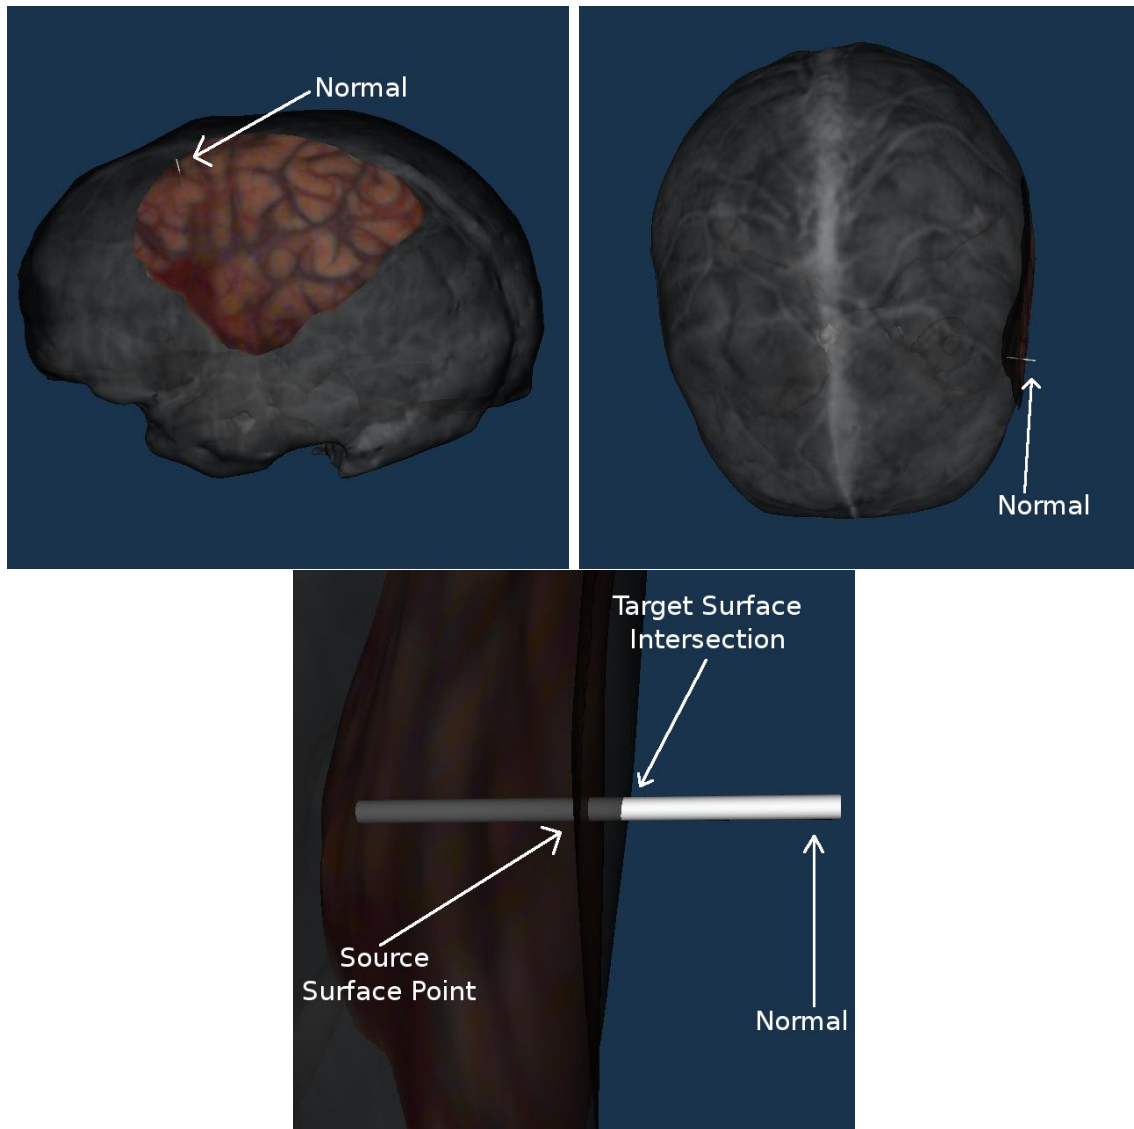 Normal
Normal
Target Surface
Intersection
Source
Surface Point
Normal